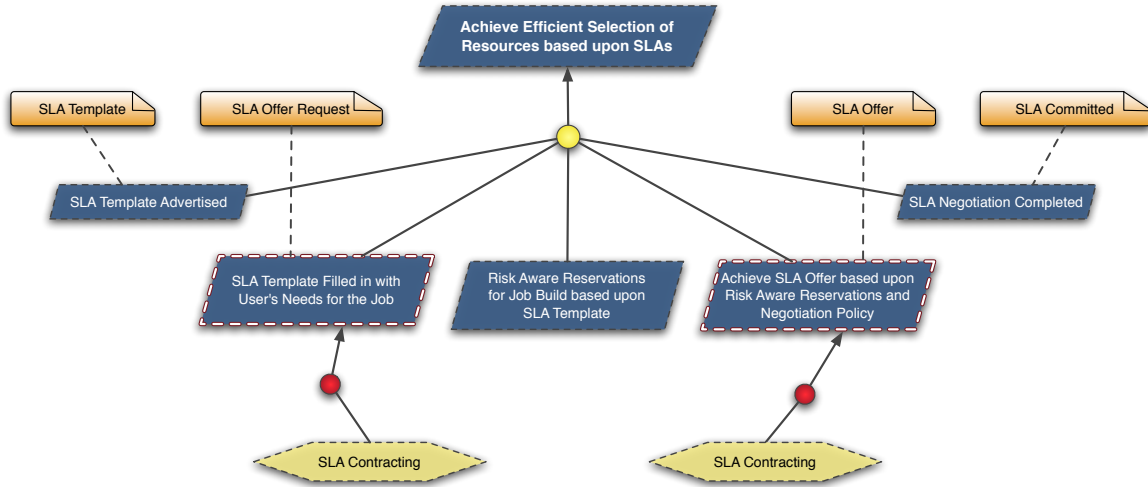 Achieve Efficient Selection of
Resources based upon SLAs
SLA Template
SLA Offer Request
SLA Offer
SLA Committed
SLA Template Advertised
SLA Negotiation Completed
SLA Template Filled in with
User's Needs for the Job
Risk Aware Reservations
for Job Build based upon
SLA Template
Achieve SLA Offer based upon
Risk Aware Reservations and
Negotiation Policy
SLA Contracting
SLA Contracting